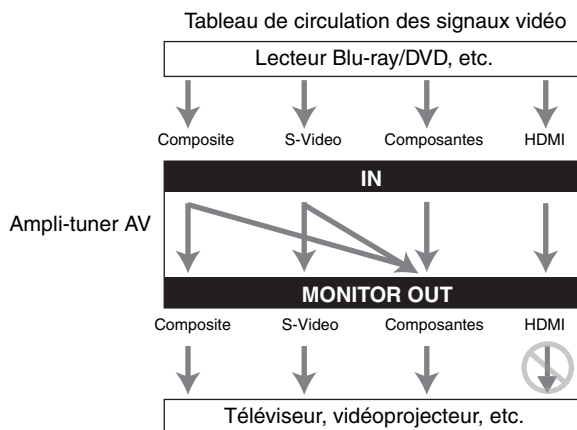 Tableau de circulation des signaux vidéo
Lecteur Blu-ray/DVD, etc.
Composite S-Video Composantes HDMI
IN
Ampli-tuner AV
MONITOR OUT
Composite S-Video Composantes HDMI
Téléviseur, vidéoprojecteur, etc.